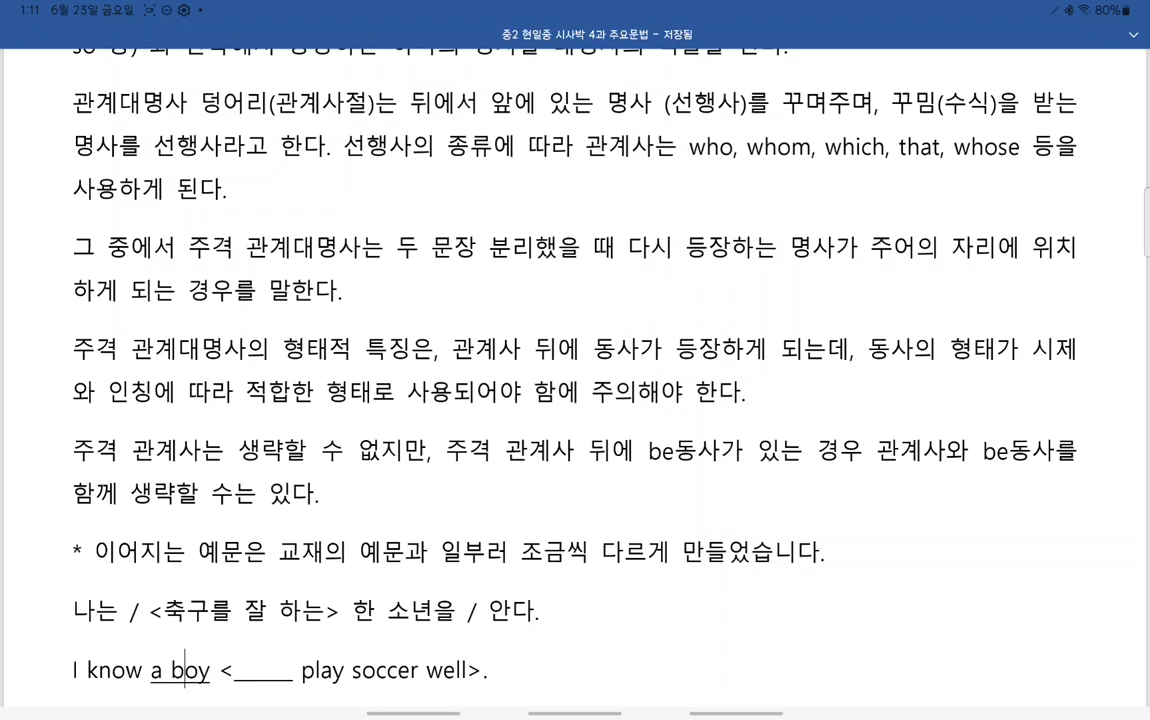 1:11 6월 23일 금요일
80%
중2 현일중 시사박 4과 주요문법 – 저장됨
관계대명사 덩어리(관계사절)는 뒤에서 앞에 있는 명사 (선행사)를 꾸며주며, 꾸밈(수식)을 받는
명사를 선행사라고 한다. 선행사의 종류에 따라 관계사는 who, whom, which, that, whose 등을
사용하게 된다.
그 중에서 주격 관계대명사는 두 문장 분리했을 때 다시 등장하는 명사가 주어의 자리에 위치
하게 되는 경우를 말한다.
주격 관계대명사의 형태적 특징은, 관계사 뒤에 동사가 등장하게 되는데, 동사의 형태가 시제
와 인칭에 따라 적합한 형태로 사용되어야 함에 주의해야 한다.
주격 관계사는 생략할 수 없지만, 주격 관계사 뒤에 be동사가 있는 경우 관계사와 be동사를
함께 생략할 수는 있다.
* 이어지는 예문은 교재의 예문과 일부러 조금씩 다르게 만들었습니다.
나는 / <축구를 잘 하는> 한 소년을 / 안다.
I know a boy <_____ play soccer well>.